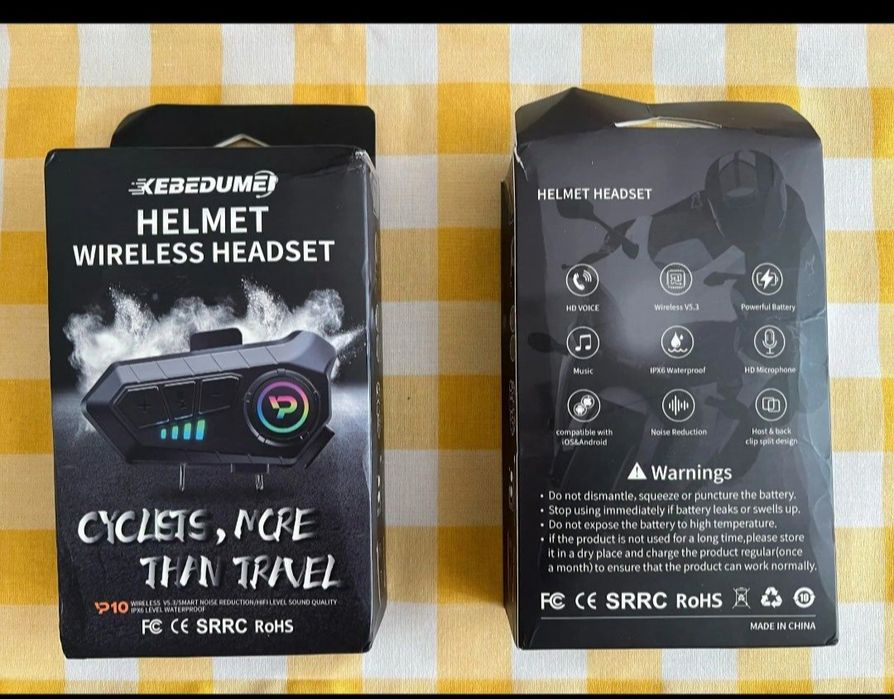 KEBEDUMEI
HELMET
WIRELESS HEADSET
CYCLISTS, MORE
THAN TRAVEL
P10 WIRELESS V5.3/SMART NOISE REDUCTION/HIFI LEVEL SOUND QUALITY
IPX6 LEVEL WATERPROOF
FC CE SRRC RoHS
HELMET HEADSET
HD VOICE
Wireless V5.3
Powerful Battery
Music
IPX6 Waterproof
HD Microphone
compatible with
iOS&Android
Noise Reduction
Host & back
clip split design
Warnings
• Do not dismantle, squeeze or puncture the battery.
• Stop using immediately if battery leaks or swells up.
• Do not expose the battery to high temperature.
• if the product is not used for a long time,please store
it in a dry place and charge the product regular(once
a month)to ensure that the product can work normally.
FC CE SRRC RoHS 10
MADE IN CHINA